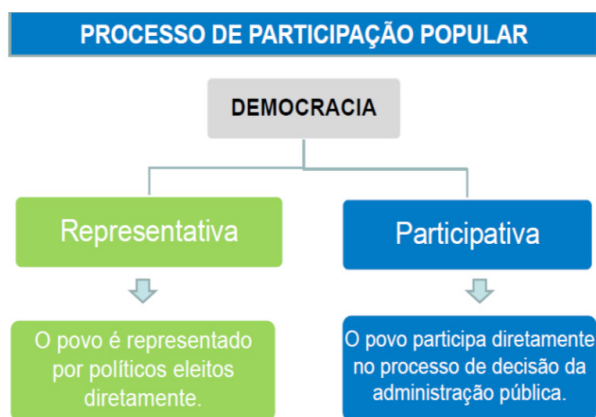 PROCESSO DE PARTICIPAÇÃO POPULAR
DEMOCRACIA
Representativa
Participativa
O povo é representado
por políticos eleitos
diretamente.
O povo participa diretamente
no processo de decisão da
administração pública.